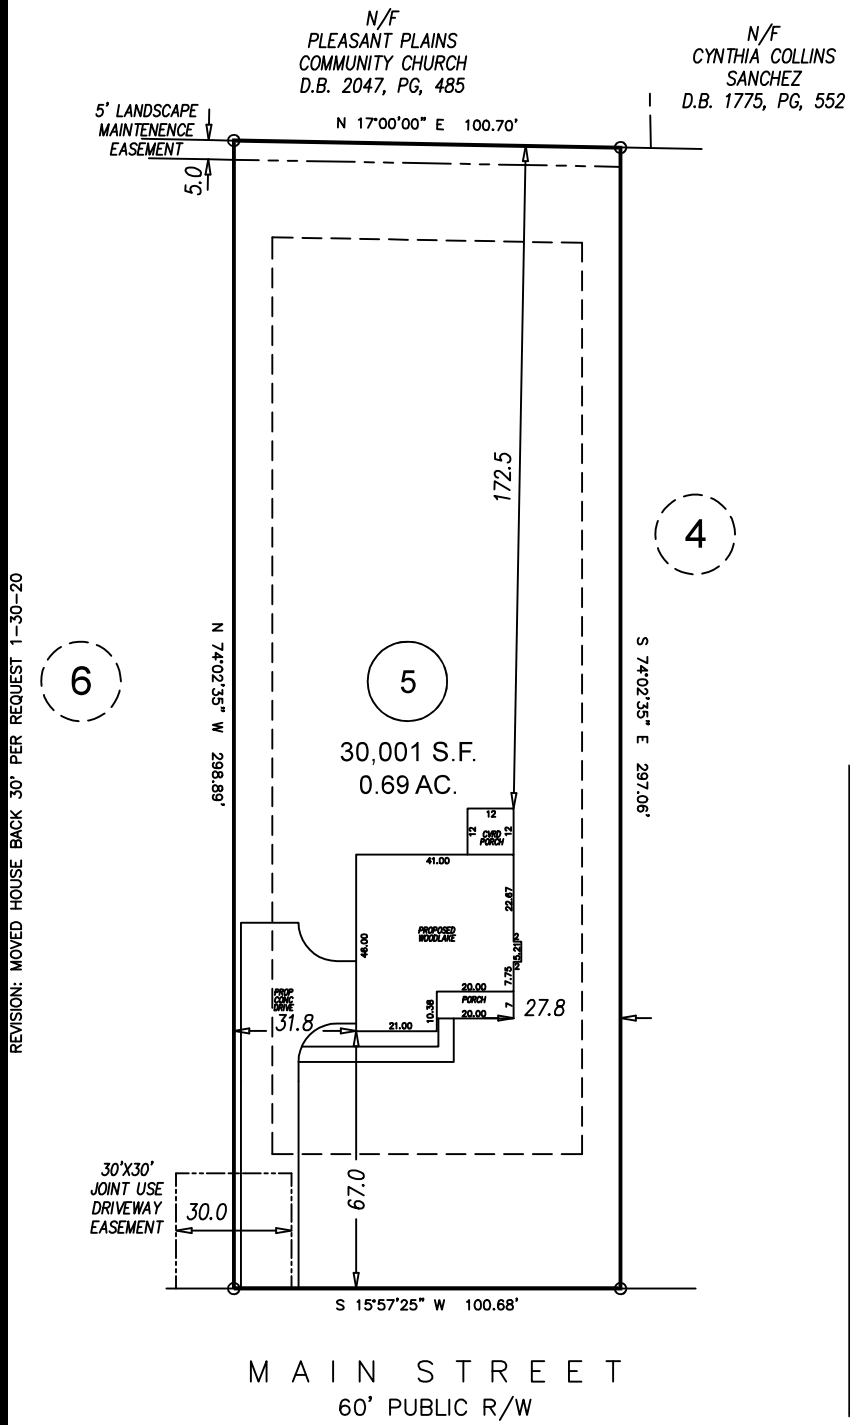 N/F
PLEASANT PLAINS
COMMUNITY CHURCH
D.B. 2047, PG, 485
N/F
CYNTHIA COLLINS
SANCHEZ
D.B. 1775, PG, 552
5' LANDSCAPE
MAINTENENCE
EASEMENT
5.0
N 17°00'00" E 100.70'
172.5
4
6
5
30,001 S.F.
0.69 AC.
N 74°02'35" W 298.89'
S 74°02'35" E 297.06'
REVISION: MOVED HOUSE BACK 30' PER REQUEST 1-30-20
12
12
CVRD
PORCH
12
41.00
22.67
PROPOSED
WOODLAKE
46.00
2
5.21
2
7.75
20.00
PORCH
7
20.00
10.38
27.8
PROP
CONC
DRIVE
31.8
21.00
67.0
30'X30'
JOINT USE
DRIVEWAY
EASEMENT
30.0
S 15°57'25" W 100.68'
MAIN STREET
60' PUBLIC R/W